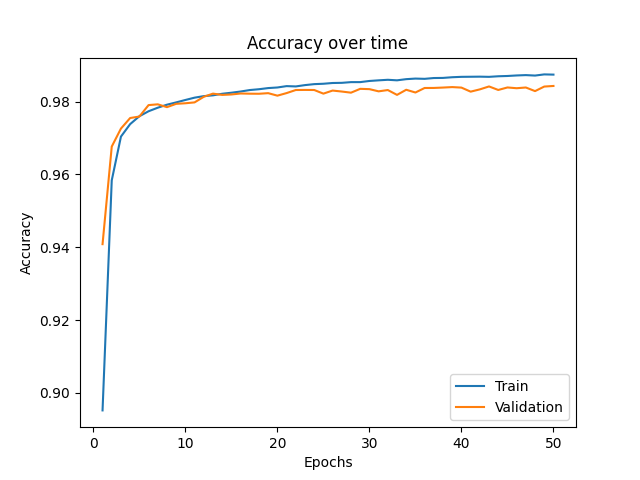 Accuracy over time
Accuracy
0.98
0.96
0.94
0.92
0.90
0
10
20
30
40
50
Epochs
Train
Validation